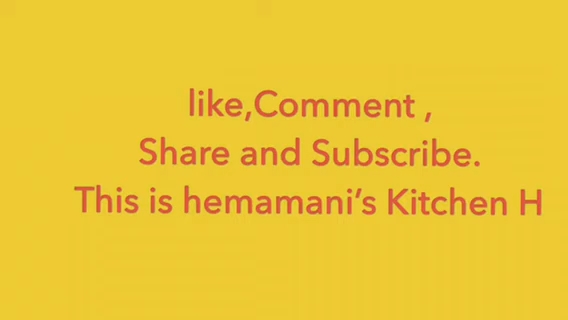 like,Comment ,
Share and Subscribe.
This is hemamani’s Kitchen H